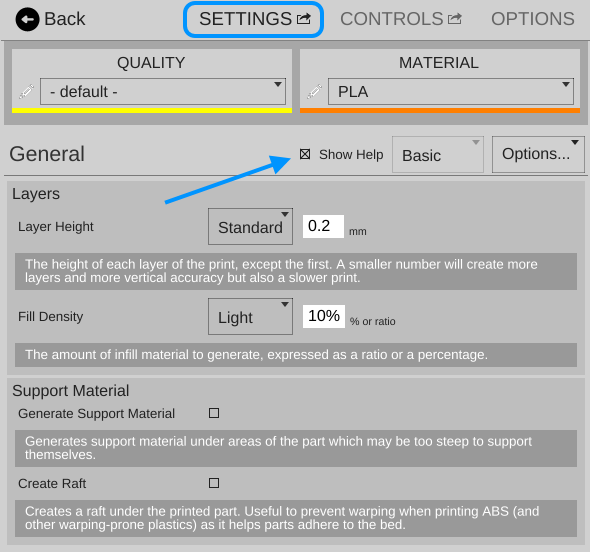 Back SETTINGS CONTROLS OPTIONS
QUALITY MATERIAL
- default - PLA
General Show Help Basic Options...
Layers
Layer Height Standard 0.2 mm
The height of each layer of the print, except the first. A smaller number will create more
layers and more vertical accuracy but also a slower print.
Fill Density Light 10% % or ratio
The amount of infill material to generate, expressed as a ratio or a percentage.
Support Material
Generate Support Material
Generates support material under areas of the part which may be too steep to support
themselves.
Create Raft
Creates a raft under the printed part. Useful to prevent warping when printing ABS (and
other warping-prone plastics) as it helps parts adhere to the bed.